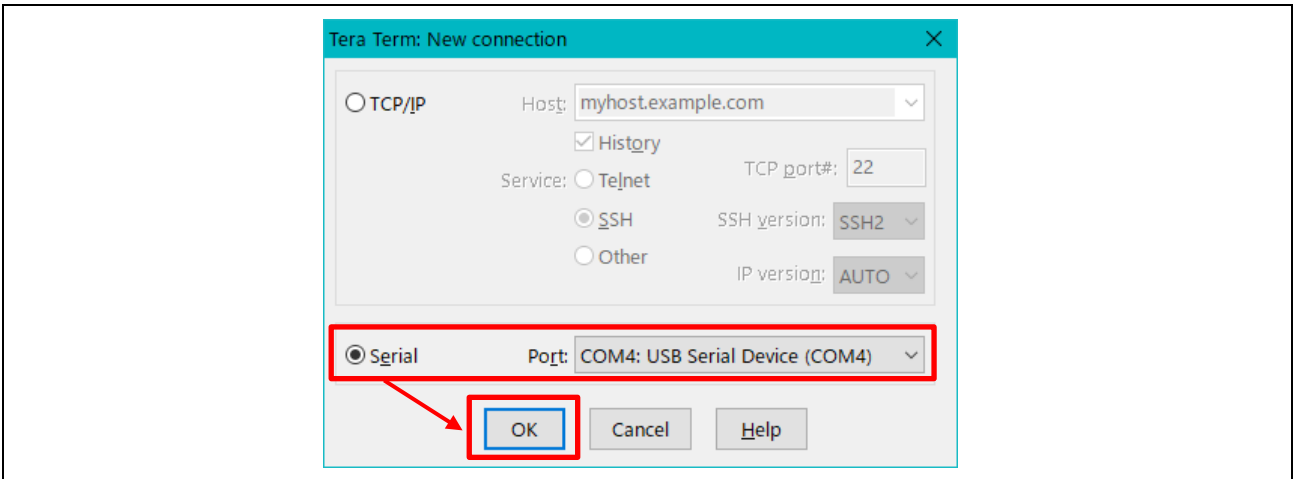 Tera Term: New connection
TCP/IP
Host: myhost.example.com
History
Service: Telnet
TCP port#: 22
SSH
SSH version: SSH2
Other
IP version: AUTO
Serial
Port: COM4: USB Serial Device (COM4)
OK
Cancel
Help